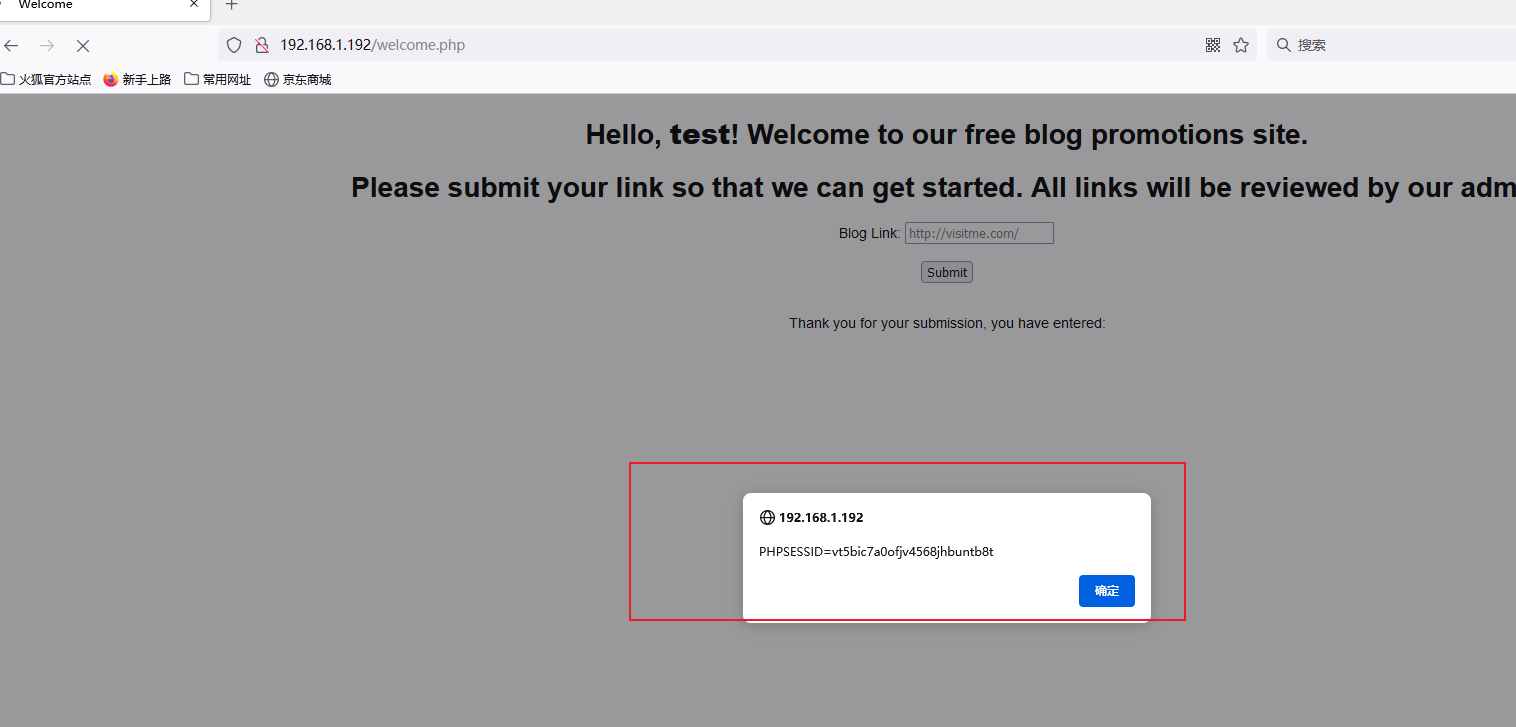 Welcome
192.168.1.192/welcome.php
搜索
火狐官方站点 新手上路 常用网址 京东商城
Hello, test! Welcome to our free blog promotions site.
Please submit your link so that we can get started. All links will be reviewed by our adm
Blog Link: http://visitme.com/
Submit
Thank you for your submission, you have entered:
192.168.1.192
PHPSESSID=vt5bic7a0ofjv4568jhbuntb8t
确定